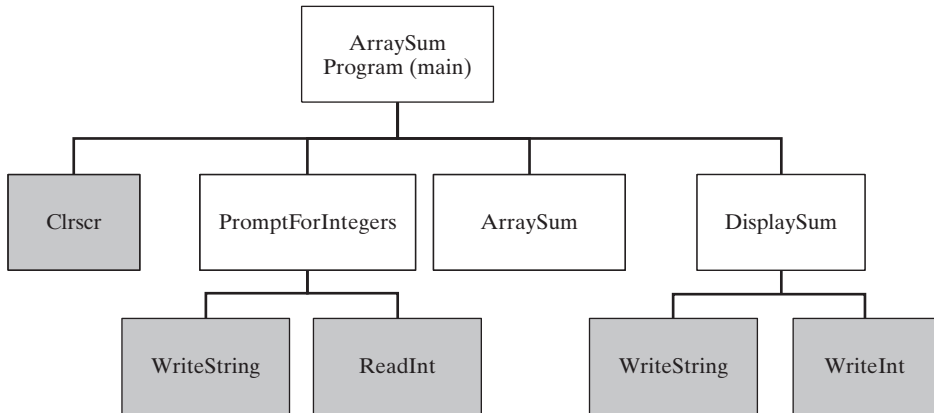 ArraySum
Program (main)
Clrscr
PromptForIntegers
ArraySum
DisplaySum
WriteString
ReadInt
WriteString
WriteInt